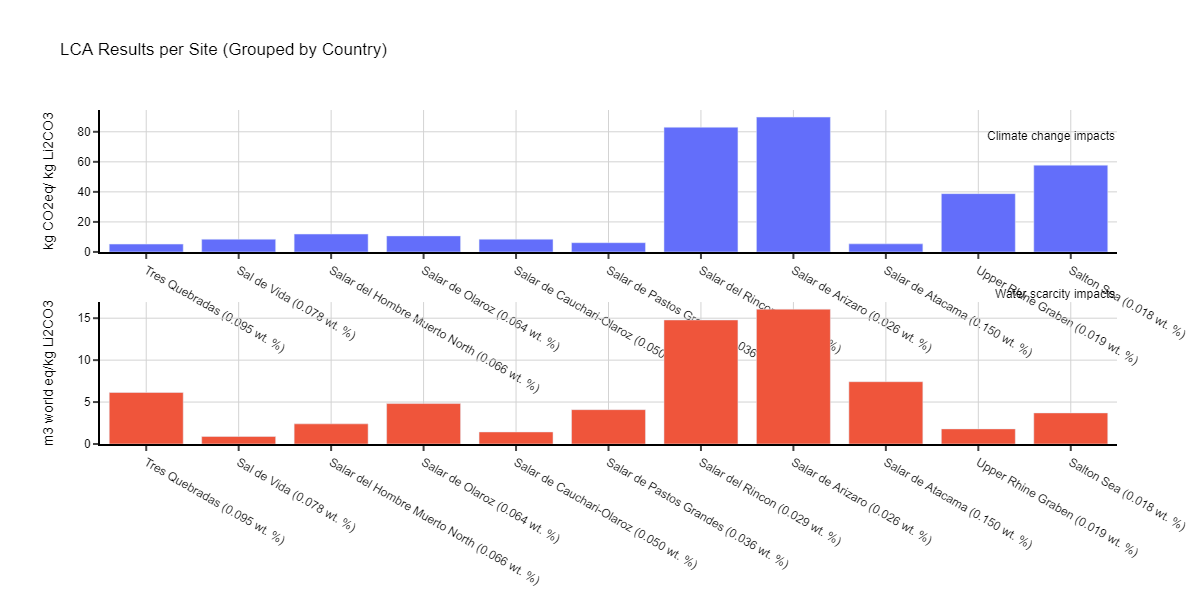 LCA Results per Site (Grouped by Country)
kg CO2eq/ kg Li2CO3
80
60
40
20
0
Climate change impacts
Tres Quebradas (0.095 wt. %)
Sal de Vida (0.078 wt. %)
Salar del Hombre Muerto North (0.066 wt. %)
Salar de Olaroz (0.064 wt. %)
Salar de Cauchari-Olaroz (0.050
Salar de Pastos Gra 036
Salar del Rincon %)
Salar de Arizaro (0.026 wt. %)
Salar de Atacama (0.150 wt. %)
Upper Rhine Graben (0.019 wt. %)
Salton Sea (0.018 wt. %)
Water scarcity impacts
m3 world eq/kg Li2CO3
15
10
5
0
Tres Quebradas (0.095 wt. %)
Sal de Vida (0.078 wt. %)
Salar del Hombre Muerto North (0.066 wt. %)
Salar de Olaroz (0.064 wt. %)
Salar de Cauchari-Olaroz (0.050 wt. %)
Salar de Pastos Grandes (0.036 wt. %)
Salar del Rincon (0.029 wt. %)
Salar de Arizaro (0.026 wt. %)
Salar de Atacama (0.150 wt. %)
Upper Rhine Graben (0.019 wt. %)
Salton Sea (0.018 wt. %)